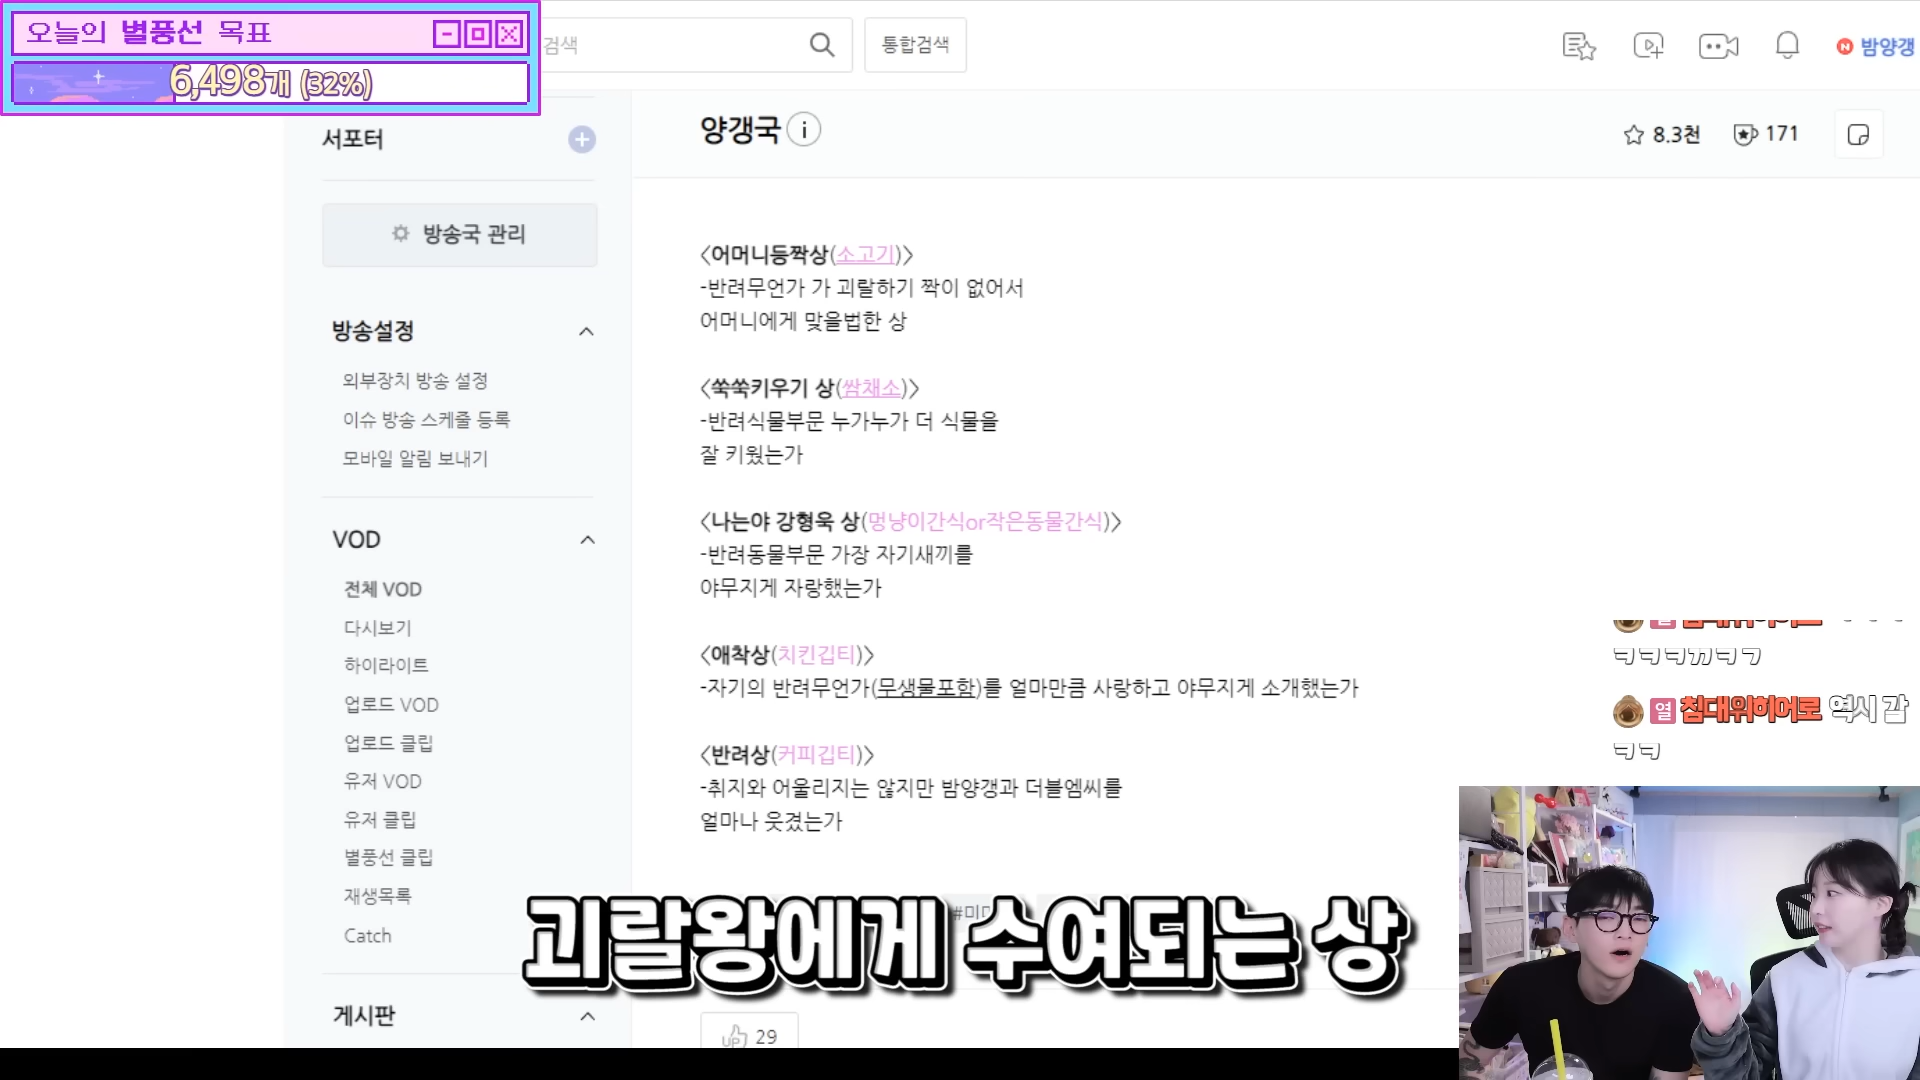 오늘의 별풍선 목표
6,498개 (32%)
검색
통합검색
밤양갱
서포터
방송국 관리
방송설정
외부장치 방송 설정
이슈 방송 스케줄 등록
모바일 알림 보내기
VOD
전체 VOD
다시보기
하이라이트
업로드 VOD
업로드 클립
유저 VOD
유저 클립
별풍선 클립
재생목록
Catch
게시판
양갱국
8.3천
171
<어머니등짝상(소고기)>
-반려무언가 가 괴랄하기 짝이 없어서
어머니에게 맞을법한 상
<쑥쑥키우기 상(쌈채소)>
-반려식물부문 누가누가 더 식물을
잘 키웠는가
<나는야 강형욱 상(멍냥이간식or작은동물간식)>
-반려동물부문 가장 자기새끼를
야무지게 자랑했는가
<애착상(치킨깁티)>
-자기의 반려무언가(무생물포함)를 얼마만큼 사랑하고 야무지게 소개했는가
<반려상(커피깁티)>
-취지와 어울리지는 않지만 밤양갱과 더블엠씨를
얼마나 웃겼는가
괴랄왕에게 수여되는 상
UP 29
ㅋㅋㅋㄲㅋㄱ
열 침대위히어로 역시 갑
ㅋㅋ